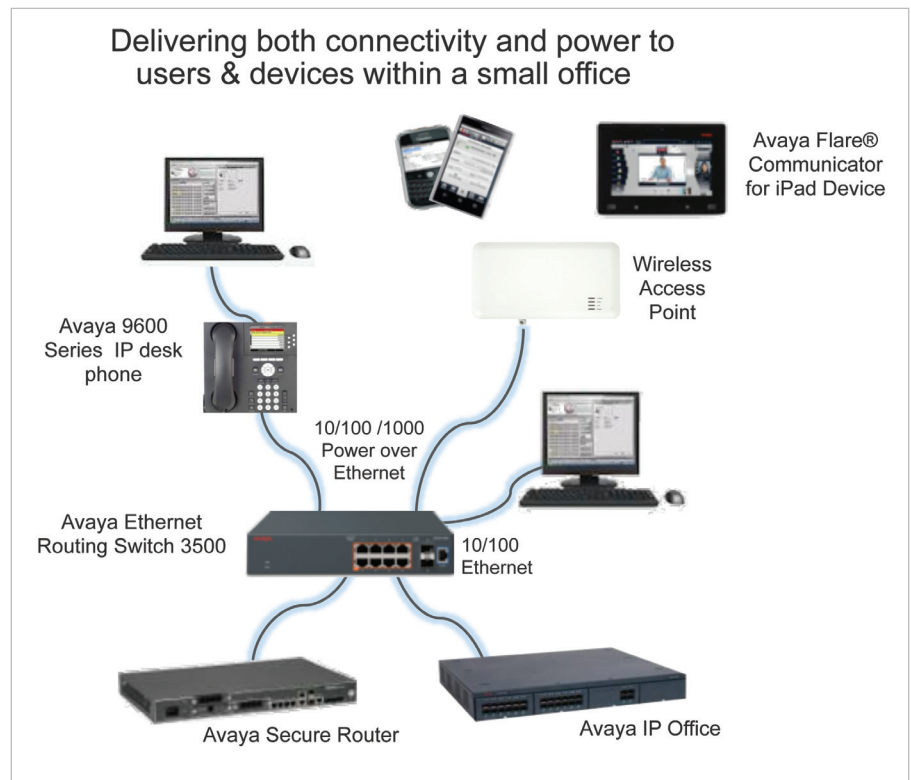 Delivering both connectivity and power to
users & devices within a small office
Avaya Flare®
Communicator
for iPad Device
Wireless
Access
Point
Avaya 9600
Series IP desk
phone
10/100 /1000
Power over
Ethernet
Avaya Ethernet
Routing Switch 3500
10/100
Ethernet
Avaya Secure Router
Avaya IP Office